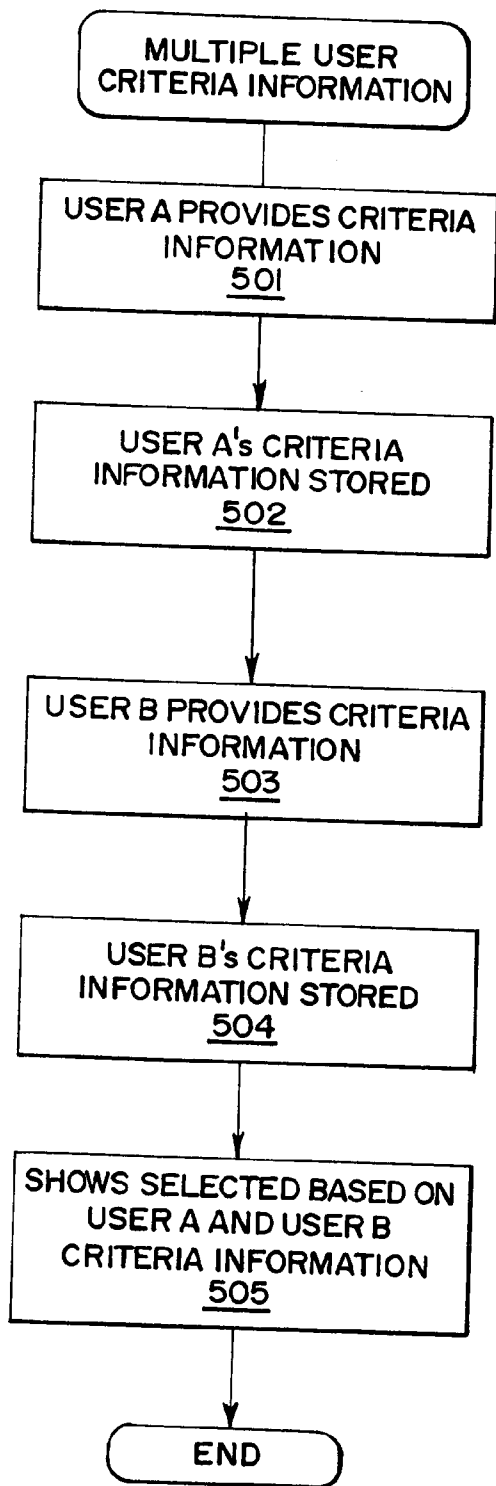 MULTIPLE USER
CRITERIA INFORMATION
USER A PROVIDES CRITERIA
INFORMATION
501
USER A's CRITERIA
INFORMATION STORED
502
USER B PROVIDES CRITERIA
INFORMATION
503
USER B's CRITERIA
INFORMATION STORED
504
SHOWS SELECTED BASED ON
USER A AND USER B
CRITERIA INFORMATION
505
END